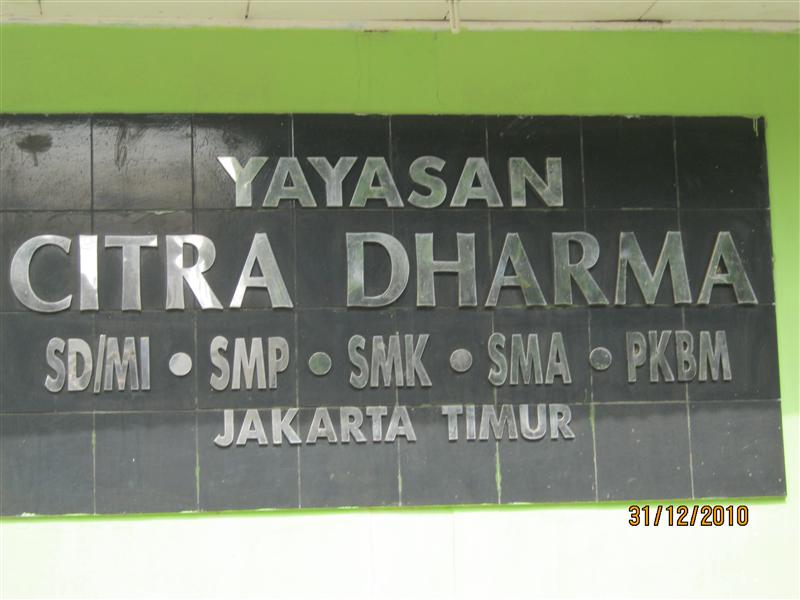 YAYASAN
CITRA DHARMA
SD/MI • SMP • SMK • SMA • PKBM
JAKARTA TIMUR
31/12/2010